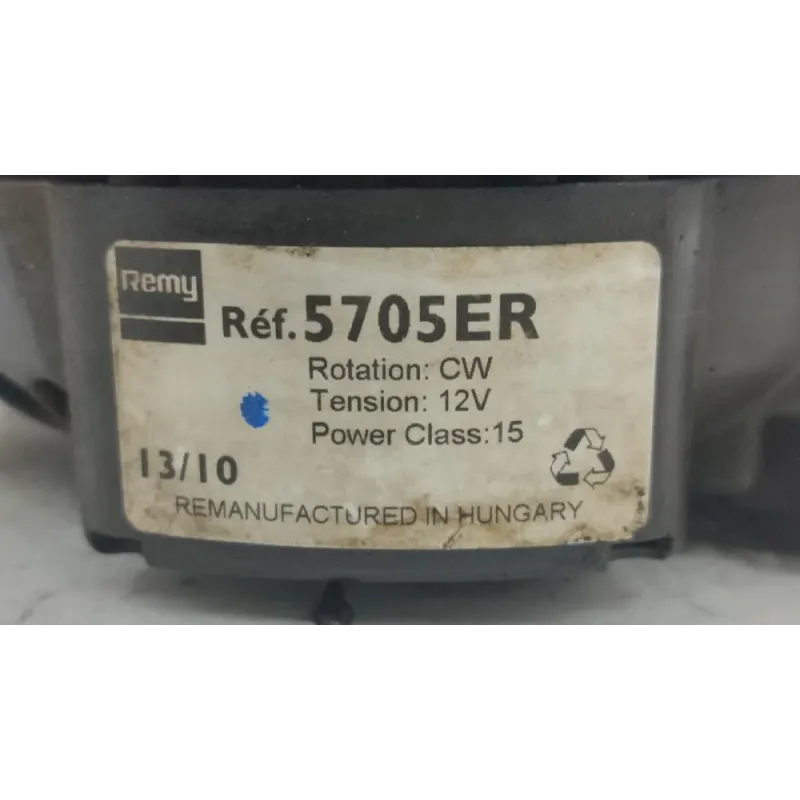 Remy
Réf. 5705ER
Rotation: CW
Tension: 12V
Power Class:15
13/10
REMANUFACTURED IN HUNGARY